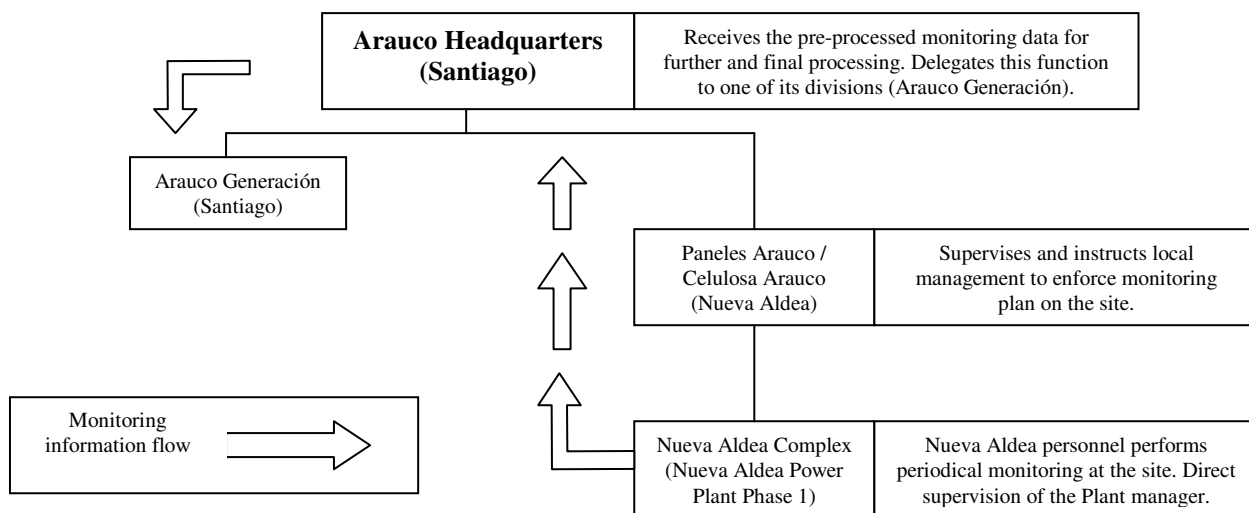 Arauco Headquarters
(Santiago)
Receives the pre-processed monitoring data for
further and final processing. Delegates this function
to one of its divisions (Arauco Generación).
Arauco Generación
(Santiago)
Paneles Arauco /
Celulosa Arauco
(Nueva Aldea)
Supervises and instructs local
management to enforce monitoring
plan on the site.
Monitoring
information flow
Nueva Aldea Complex
(Nueva Aldea Power
Plant Phase 1)
Nueva Aldea personnel performs
periodical monitoring at the site. Direct
supervision of the Plant manager.